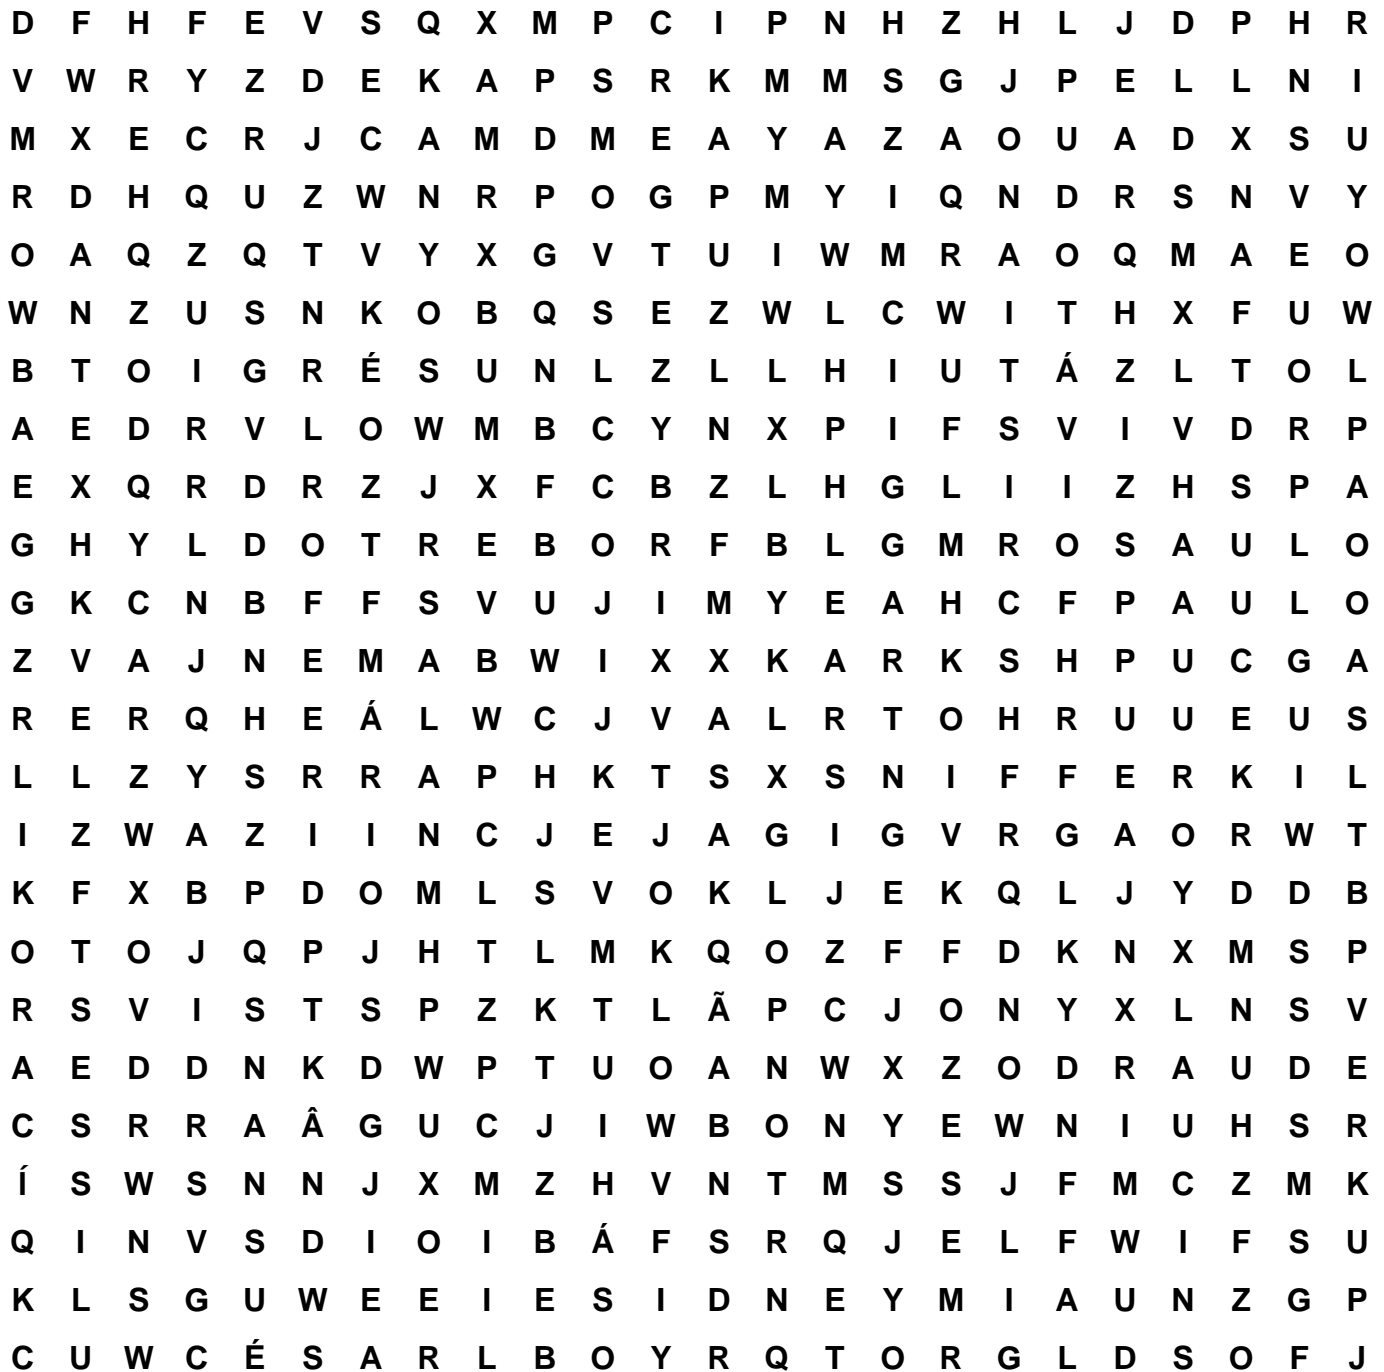 D F H F E V S Q X M P C I P N H Z H L J D P H R
V W R Y Z D E K A P S R K M M S G J P E L L N I
M X E C R J C A M D M E A Y A Z A O U A D X S U
R D H Q U Z W N R P O G P M Y I Q N D R S N V Y
O A Q Z Q T V Y X G V T U I W M R A O Q M A E O
W N Z U S N K O B Q S E Z W L C W I T H X F U W
B T O I G R É S U N L Z L L H I U T Á Z L T O L
A E D R V L O W M B C Y N X P I F S V I V D R P
E X Q R D R Z J X F C B Z L H G L I I Z H S P A
G H Y L D O T R E B O R F B L G M R O S A U L O
G K C N B F F S V U J I M Y E A H C F P A U L O
Z V A J N E M A B W I X X K A R K S H P U C G A
R E R Q H E Á L W C J V A L R T O H R U U E U S
L L Z Y S R R A P H K T S X S N I F F E R K I L
I Z W A Z I I N C J E J A G I G V R G A O R W T
K F X B P D O M L S V O K L J E K Q L J Y D D B
O T O J Q P J H T L M K Q O Z F F D K N X M S P
R S V I S T S P Z K T L Ã P C J O N Y X L N S V
A E D D N K D W P T U O A N W X Z O D R A U D E
C S R R A Â G U C J I W B O N Y E W N I U H S R
Í S W S N N J X M Z H V N T M S S J F M C Z M K
Q I N V S D I O I B Á F S R Q J E L F W I F S U
K L S G U W E E I E S I D N E Y M I A U N Z G P
C U W C É S A R L B O Y R Q T O R G L D S O F J